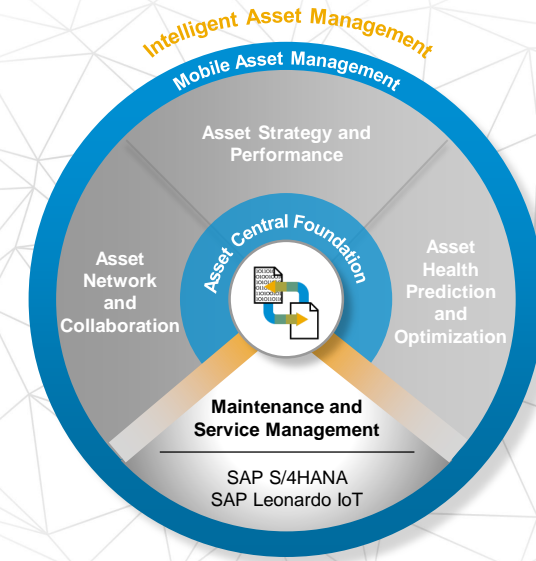 Intelligent Asset Management
Mobile Asset Management
Asset Strategy and
Performance
Asset Central Foundation
Asset
Network
and
Collaboration
Asset
Health
Prediction
and
Optimization
Maintenance and
Service Management
SAP S/4HANA
SAP Leonardo IoT